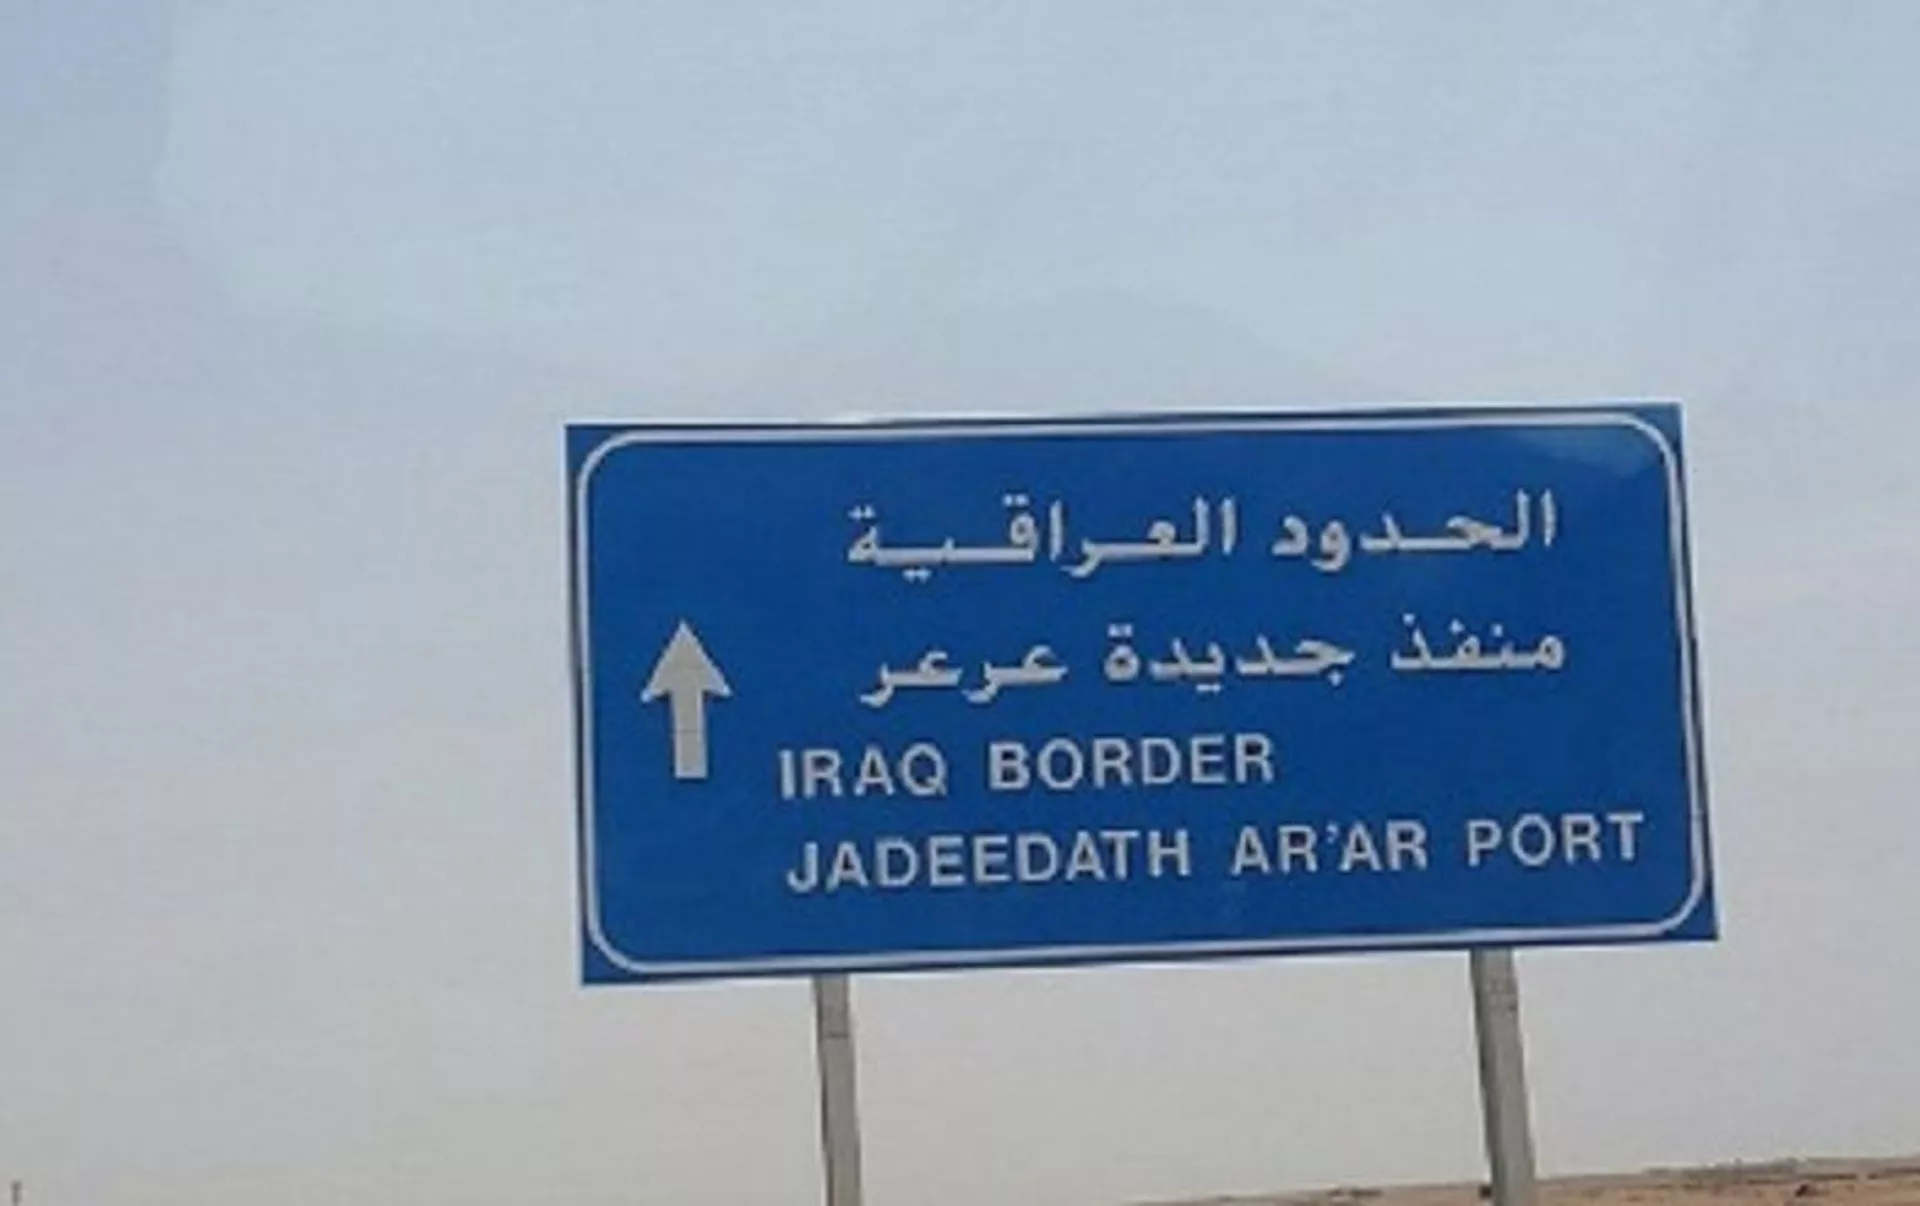 الحدود العراقية
منفذ جديدة عرعر
IRAQ BORDER
JADEEDATH AR'AR PORT